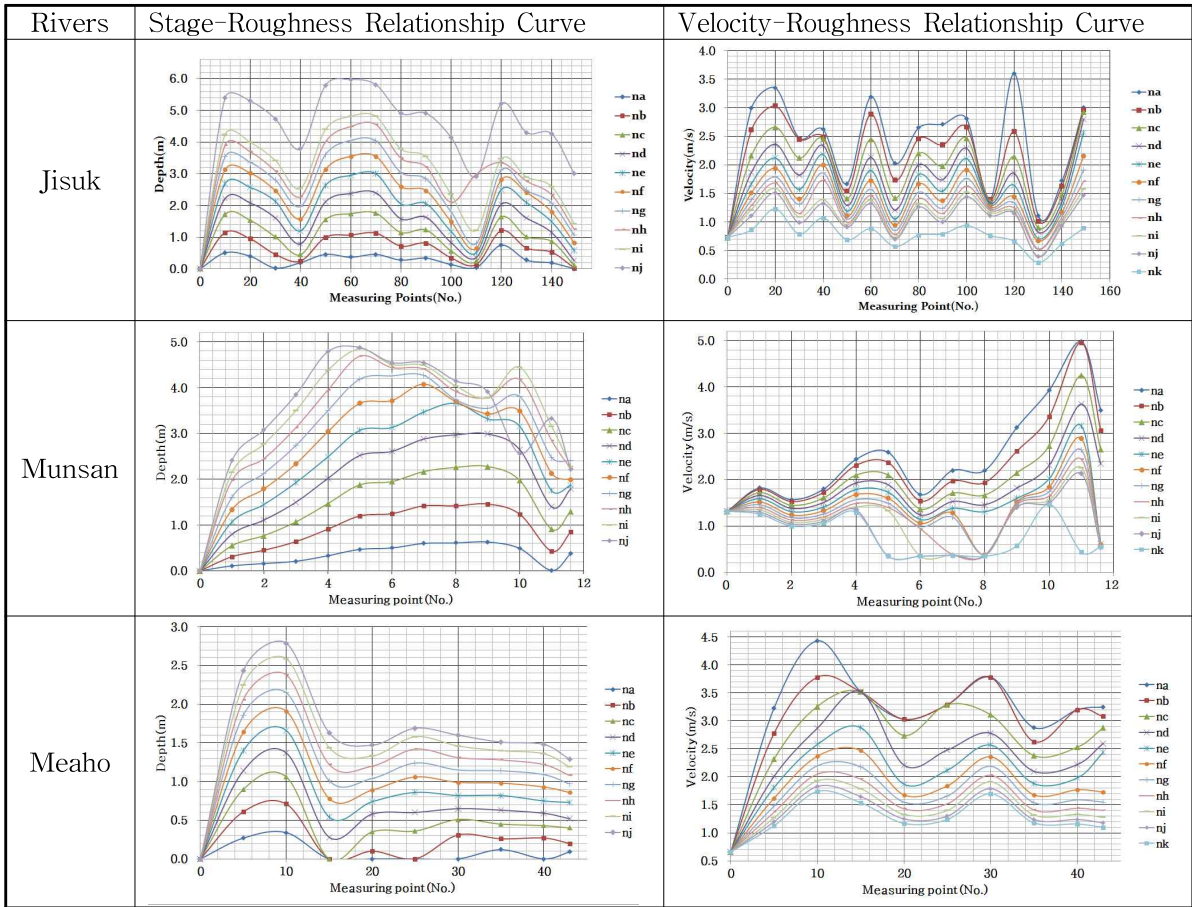 Rivers Stage-Roughness Relationship Curve Velocity-Roughness Relationship Curve
Jisuk
Depth(m)
6.0
5.0
4.0
3.0
2.0
1.0
0.0
0 20 40 60 80 100 120 140
Measuring Points(No.)
na
nb
nc
nd
ne
nf
ng
nh
ni
nj
Velocity(m/s)
4.0
3.5
3.0
2.5
2.0
1.5
1.0
0.5
0.0
0 20 40 60 80 100 120 140 160
Measuring Point(No.)
na
nb
nc
nd
ne
nf
ng
nh
ni
nj
nk
Munsan
Depth(m)
5.0
4.0
3.0
2.0
1.0
0.0
0 2 4 6 8 10 12
Measuring point(No.)
na
nb
nc
nd
ne
nf
ng
nh
ni
nj
Velocity(m/s)
5.0
4.0
3.0
2.0
1.0
0.0
0 2 4 6 8 10 12
Measuring point(No.)
na
nb
nc
nd
ne
nf
ng
nh
ni
nj
nk
Meaho
Depth(m)
3.0
2.5
2.0
1.5
1.0
0.5
0.0
0 10 20 30 40
Measuring point(No.)
na
nb
nc
nd
ne
nf
ng
nh
ni
nj
Velocity(m/s)
4.5
4.0
3.5
3.0
2.5
2.0
1.5
1.0
0.5
0 10 20 30 40
Measuring point(No.)
na
nb
nc
nd
ne
nf
ng
nh
ni
nj
nk